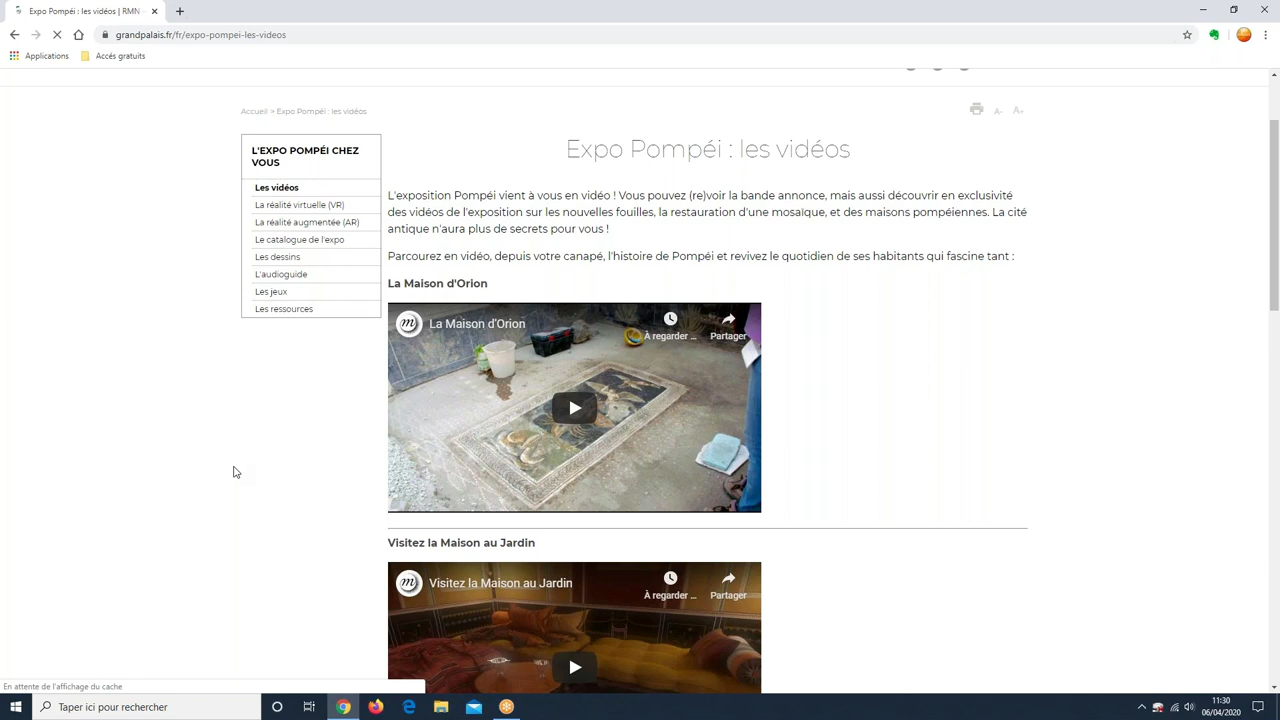 Expo Pompéi : les vidéos | RMN -
grandpalais.fr/fr/expo-pompei-les-videos
Applications
Accés gratuits
Accueil > Expo Pompéi : les vidéos
A-
A+
L'EXPO POMPÉI CHEZ
VOUS
Les vidéos
La réalité virtuelle (VR)
La réalité augmentée (AR)
Le catalogue de l'expo
Les dessins
L'audioguide
Les jeux
Les ressources
Expo Pompéi : les vidéos
L'exposition Pompéi vient à vous en vidéo ! Vous pouvez (re)voir la bande annonce, mais aussi découvrir en exclusivité
des vidéos de l'exposition sur les nouvelles fouilles, la restauration d'une mosaïque, et des maisons pompéiennes. La cité
antique n'aura plus de secrets pour vous !
Parcourez en vidéo, depuis votre canapé, l'histoire de Pompéi et revivez le quotidien de ses habitants qui fascine tant :
La Maison d'Orion
m
La Maison d'Orion
À regarder ...
Partager
Visitez la Maison au Jardin
m
Visitez la Maison au Jardin
À regarder ...
Partager
En attente de l'affichage du cache
Taper ici pour rechercher
11:30
06/04/2020